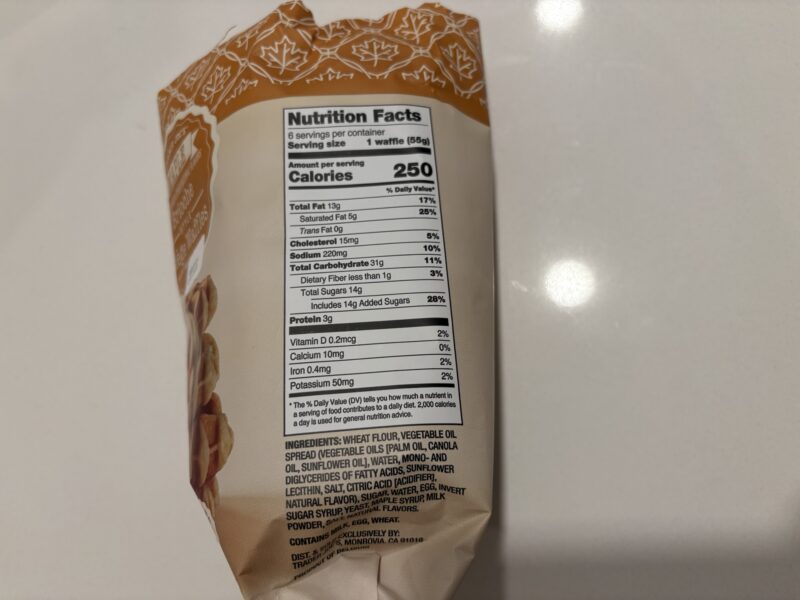 Nutrition Facts
6 servings per container
Serving size 1 waffle (55g)
Amount per serving
Calories 250
% Daily Value*
Total Fat 13g 17%
Saturated Fat 5g 25%
Trans Fat 0g
Cholesterol 15mg 5%
Sodium 220mg 10%
Total Carbohydrate 31g 11%
Dietary Fiber less than 1g 3%
Total Sugars 14g
Includes 14g Added Sugars 28%
Protein 3g
Vitamin D 0.2mcg 2%
Calcium 10mg 0%
Iron 0.4mg 2%
Potassium 50mg 2%
* The % Daily Value (DV) tells you how much a nutrient in
a serving of food contributes to a daily diet. 2,000 calories
a day is used for general nutrition advice.
INGREDIENTS: WHEAT FLOUR, VEGETABLE OIL
SPREAD (VEGETABLE OILS [PALM OIL, CANOLA
OIL, SUNFLOWER OIL], WATER, MONO- AND
DIGLYCERIDES OF FATTY ACIDS, SUNFLOWER
LECITHIN, SALT, CITRIC ACID [ACIDIFIER],
NATURAL FLAVOR), SUGAR, WATER, EGG, INVERT
SUGAR SYRUP, YEAST, MAPLE SYRUP, MILK
POWDER, SALT, NATURAL FLAVORS.
CONTAINS MILK, EGG, WHEAT.
DIST. & EXCLUSIVELY BY:
MONROVIA, CA 91016
PRODUCT OF BELGIUM